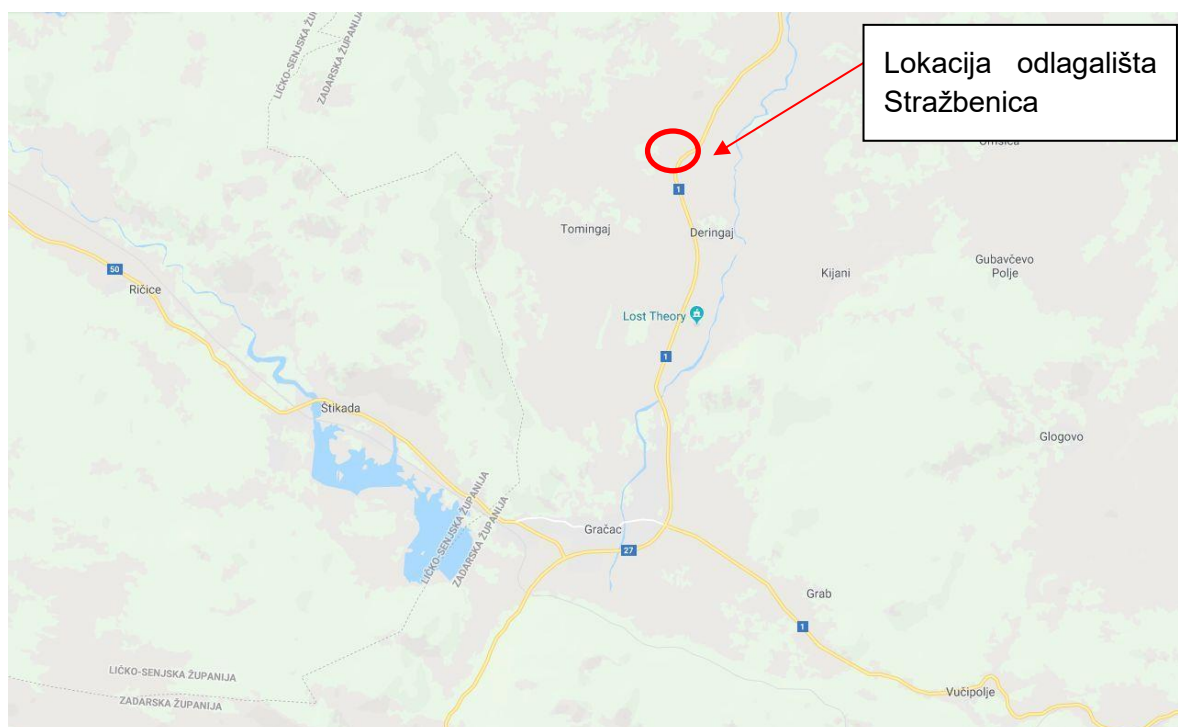 LIČKO-SENJSKA ŽUPANIJA
ZADARSKA ŽUPANIJA
Lokacija odlagališta
Stražbenica
1
Tomingaj
Deringaj
Gubavčevo
Polje
Kijani
50
Ričice
Lost Theory
1
Štikada
Glogovo
LIČKO-SENJSKA ŽUPANIJA
ZADARSKA ŽUPANIJA
Gračac
27
Grab
1
LIČKO-SENJSKA ŽUPANIJA
ZADARSKA ŽUPANIJA
Vučipolje